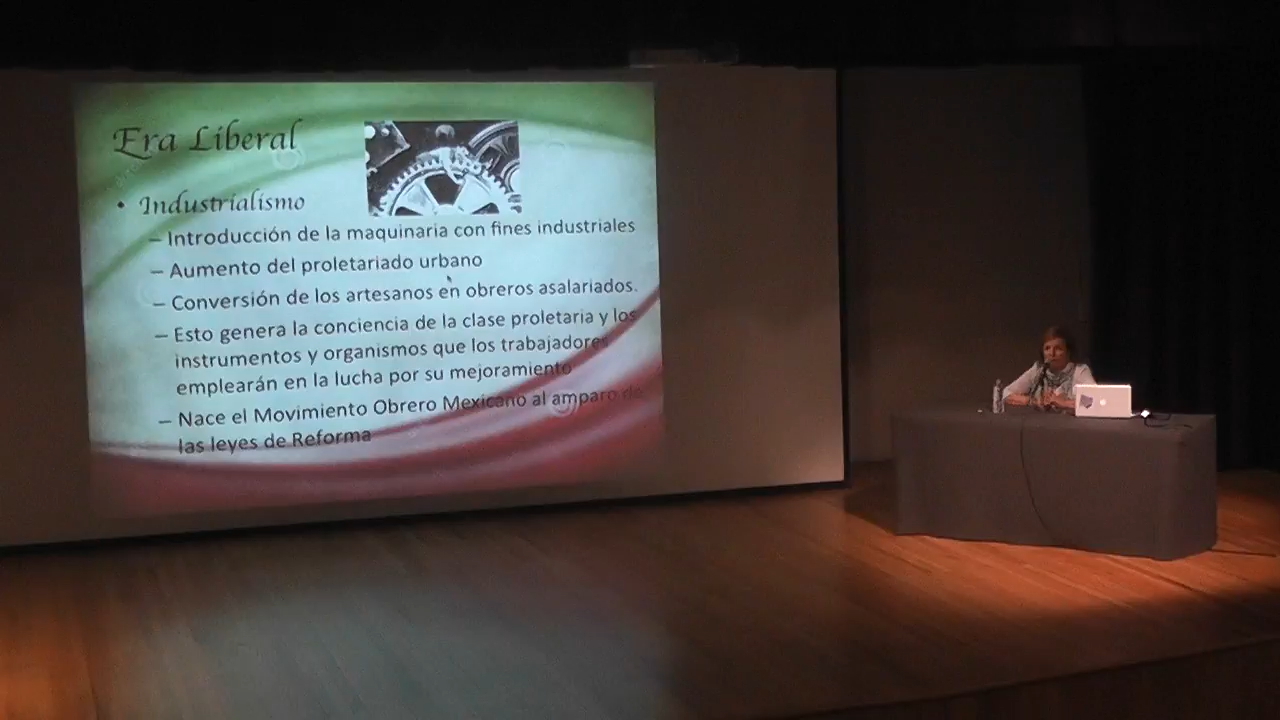 Era Liberal
• Industrialismo
– Introducción de la maquinaria con fines industriales
– Aumento del proletariado urbano
– Conversión de los artesanos en obreros asalariados.
– Esto genera la conciencia de la clase proletaria y los
instrumentos y organismos que los trabajadores
emplearán en la lucha por su mejoramiento
– Nace el Movimiento Obrero Mexicano al amparo de
las leyes de Reforma